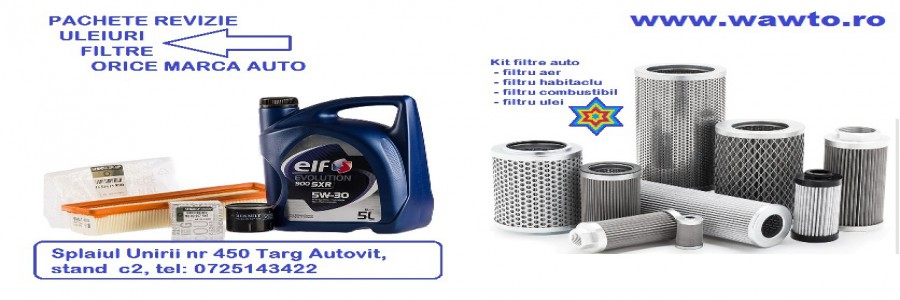 PACHETE REVIZIE
ULEIURI
FILTRE
ORICE MARCA AUTO
www.wawto.ro
Kit filtre auto
- filtru aer
- filtru habitaclu
- filtru combustibil
- filtru ulei
elf
EVOLUTION
900 SXR
5W-30
5L
RENAULT
Splaiul Unirii nr 450 Targ Autovit,
stand c2, tel: 0725143422